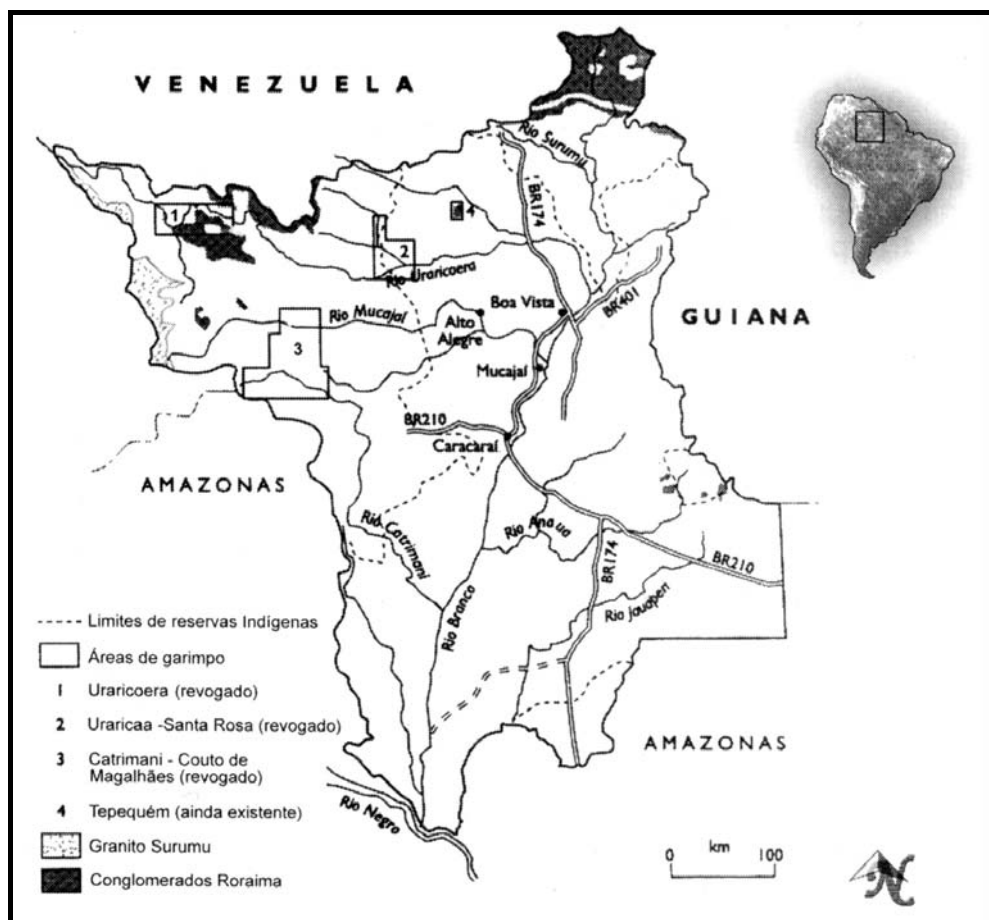 VENEZUELA
Rio Surumú
BR174
1
4
2
Rio Uraricoera
BR401
Rio Mucajaí
Boa Vista
GUIANA
Alto
Alegre
3
Mucajaí
BR210
Caracaraí
AMAZONAS
Rio Catrimani
Rio Anaua
BR174
BR210
Rio Branco
Rio Jauaperi
---- Limites de reservas Indígenas
Áreas de garimpo
1 Uraricoera (revogado)
2 Uraricaa -Santa Rosa (revogado)
3 Catrimani - Couto de
Magalhães (revogado)
4 Tepequém (ainda existente)
Granito Surumu
Conglomerados Roraima
AMAZONAS
Rio Negro
km
0 100
N